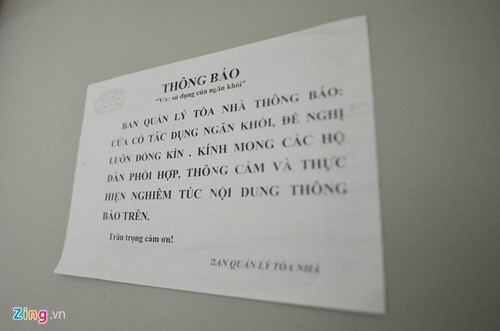 THÔNG BÁO
"V/v: sử dụng cửa ngăn khói"
BAN QUẢN LÝ TÒA NHÀ THÔNG BÁO:
CỬA CÓ TÁC DỤNG NGĂN KHÓI, ĐỀ NGHỊ
LUÔN ĐÓNG KÍN . KÍNH MONG CÁC HỘ
DÂN PHỐI HỢP, THÔNG CẢM VÀ THỰC
HIỆN NGHIÊM TÚC NỘI DUNG THÔNG
BÁO TRÊN.
Trân trọng cảm ơn!
BAN QUẢN LÝ TÒA NHÀ
Zing.vn